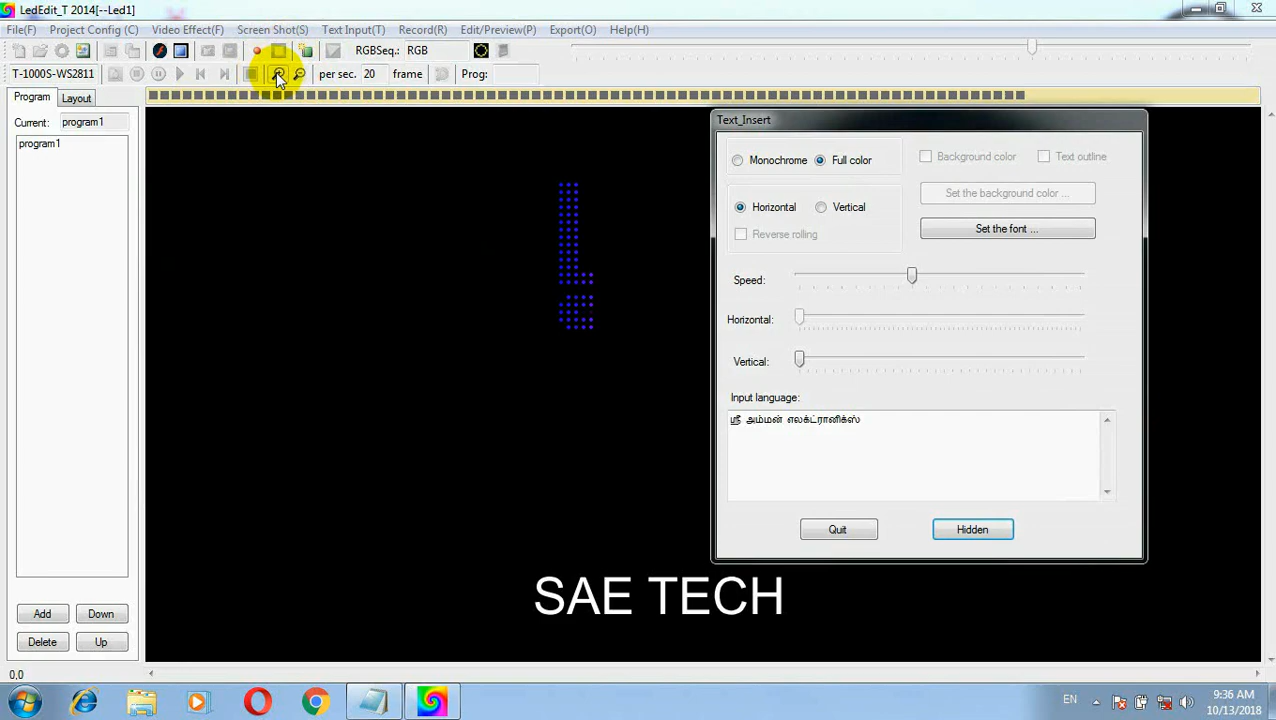 LedEdit_T 2014[--Led1]
File(F) Project Config (C) Video Effect(F) Screen Shot(S) Text Input(T) Record(R) Edit/Preview(P) Export(O) Help(H)
RGBSeq.: RGB
T-1000S-WS2811 per sec. 20 frame Prog:
Program Layout
Current: program1
program1
Text_Insert
Monochrome Full color Background color Text outline
Set the background color ...
Horizontal Vertical
Set the font ...
Reverse rolling
Speed:
Horizontal:
Vertical:
Input language:
ஸ்ரீ அம்மன் எலக்ட்ரானிக்ஸ்
Quit Hidden
SAE TECH
Add Down
Delete Up
0,0
EN
9:36 AM
10/13/2018